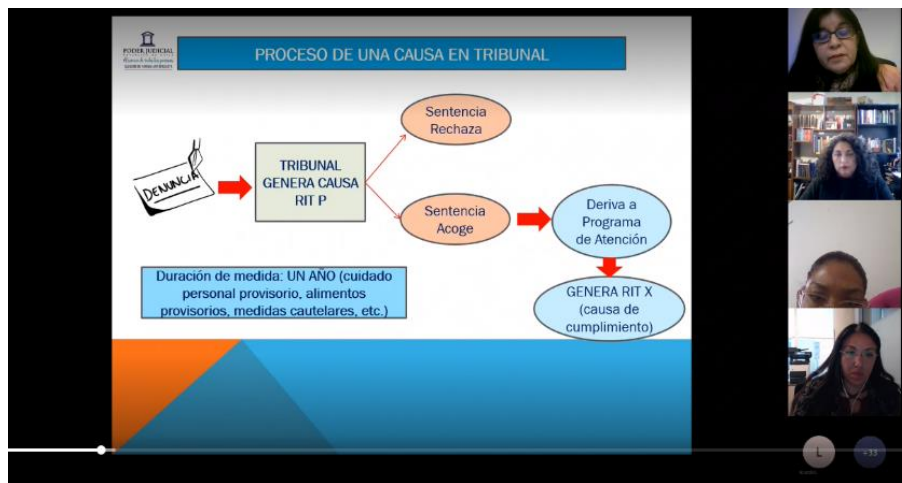 PODER JUDICIAL
PROCESO DE UNA CAUSA EN TRIBUNAL
DENUNCIA
TRIBUNAL
GENERA CAUSA
RIT P
Sentencia
Rechaza
Sentencia
Acoge
Deriva a
Programa
de Atención
GENERA RIT X
(causa de
cumplimiento)
Duración de medida: UN AÑO (cuidado
personal provisorio, alimentos
provisorios, medidas cautelares, etc.)
L
+33